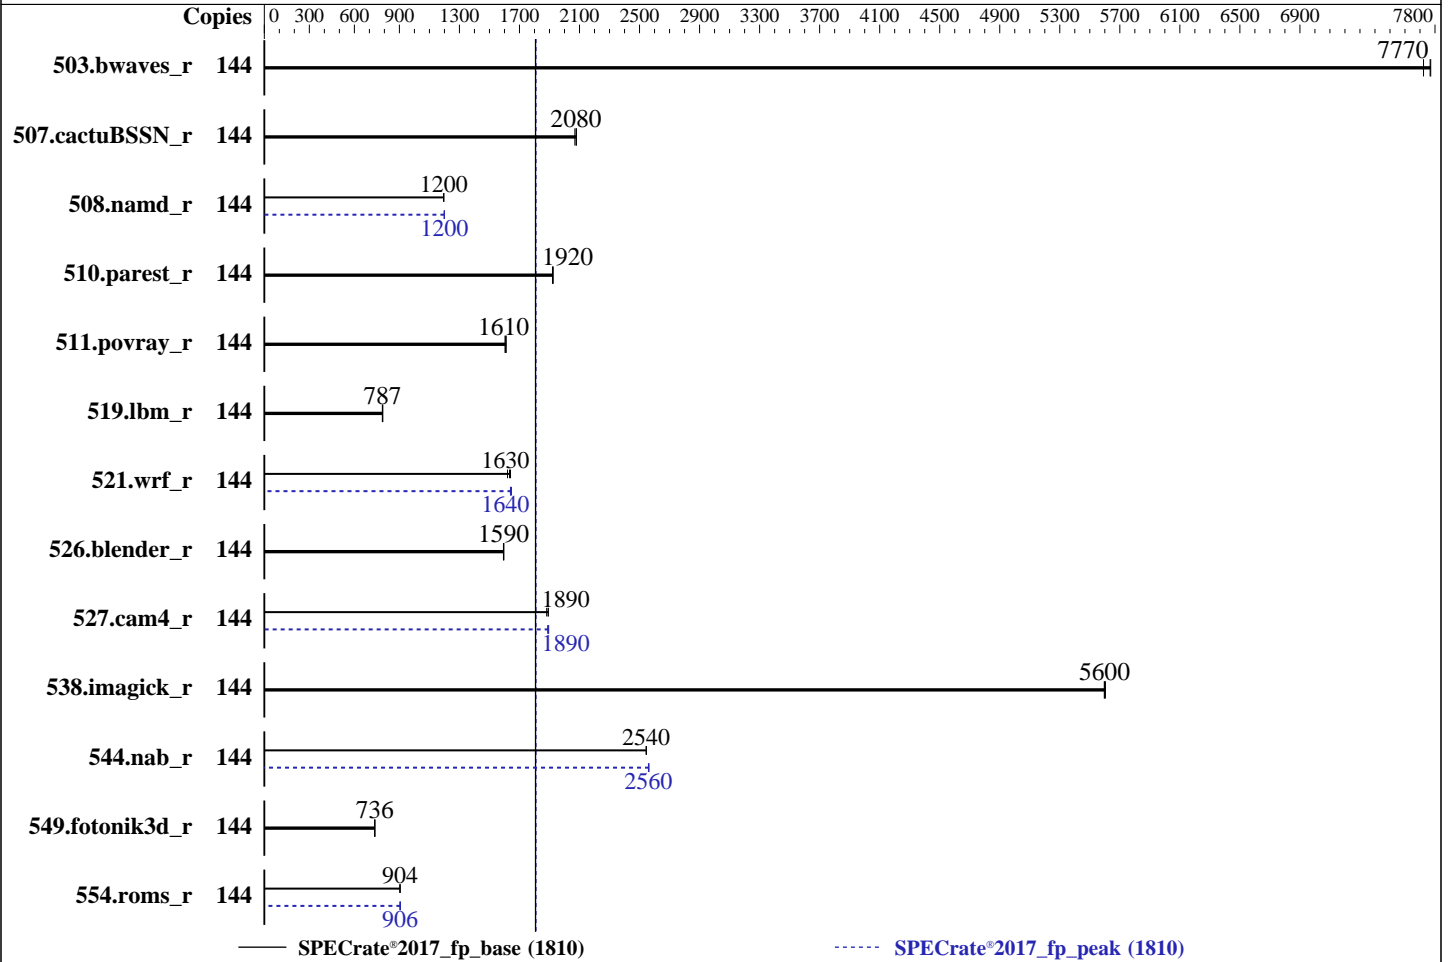 Copies 0 300 600 900 1300 1700 2100 2500 2900 3300 3700 4100 4500 4900 5300 5700 6100 6500 6900 7800
503.bwaves_r 144 7770
507.cactuBSSN_r 144 2080
508.namd_r 144 1200
1200
510.parest_r 144 1920
511.povray_r 144 1610
519.lbm_r 144 787
521.wrf_r 144 1630
1640
526.blender_r 144 1590
527.cam4_r 144 1890
1890
538.imagick_r 144 5600
544.nab_r 144 2540
2560
549.fotonik3d_r 144 736
554.roms_r 144 904
906
SPECrate®2017_fp_base (1810) SPECrate®2017_fp_peak (1810)